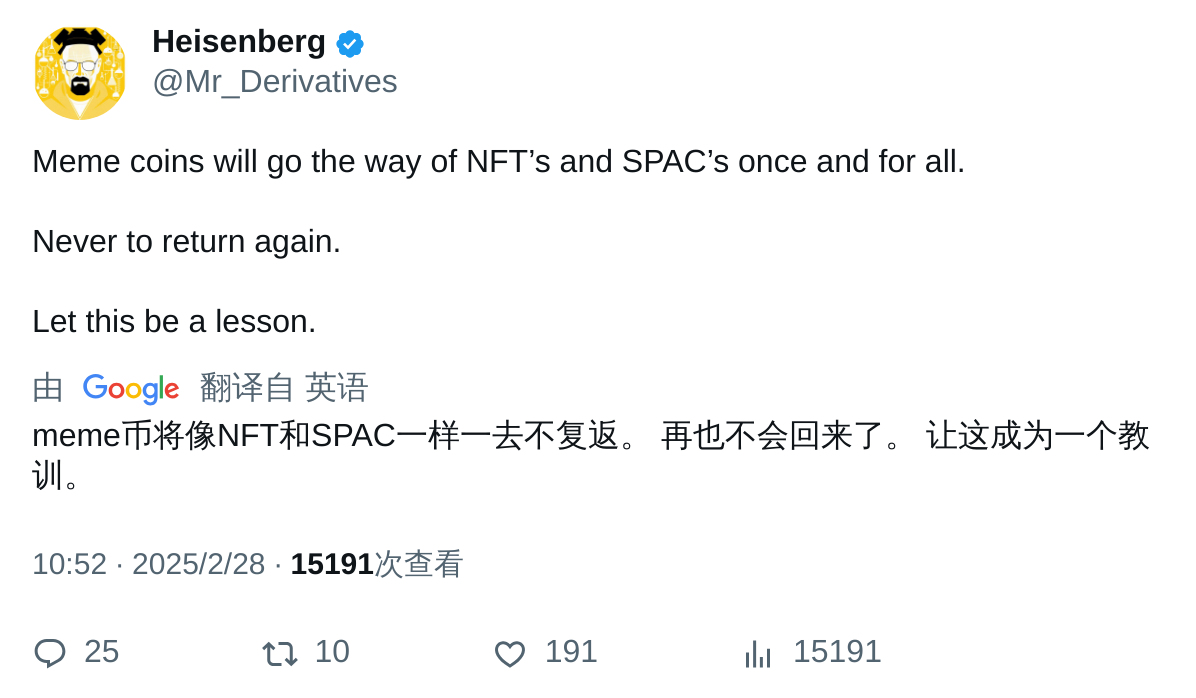 Heisenberg
@Mr_Derivatives
Meme coins will go the way of NFT’s and SPAC’s once and for all.
Never to return again.
Let this be a lesson.
由 Google 翻译自 英语
meme币将像NFT和SPAC一样一去不复返。 再也不会回来了。 让这成为一个教
训。
10:52 · 2025/2/28 · 15191次查看
25 10 191 15191